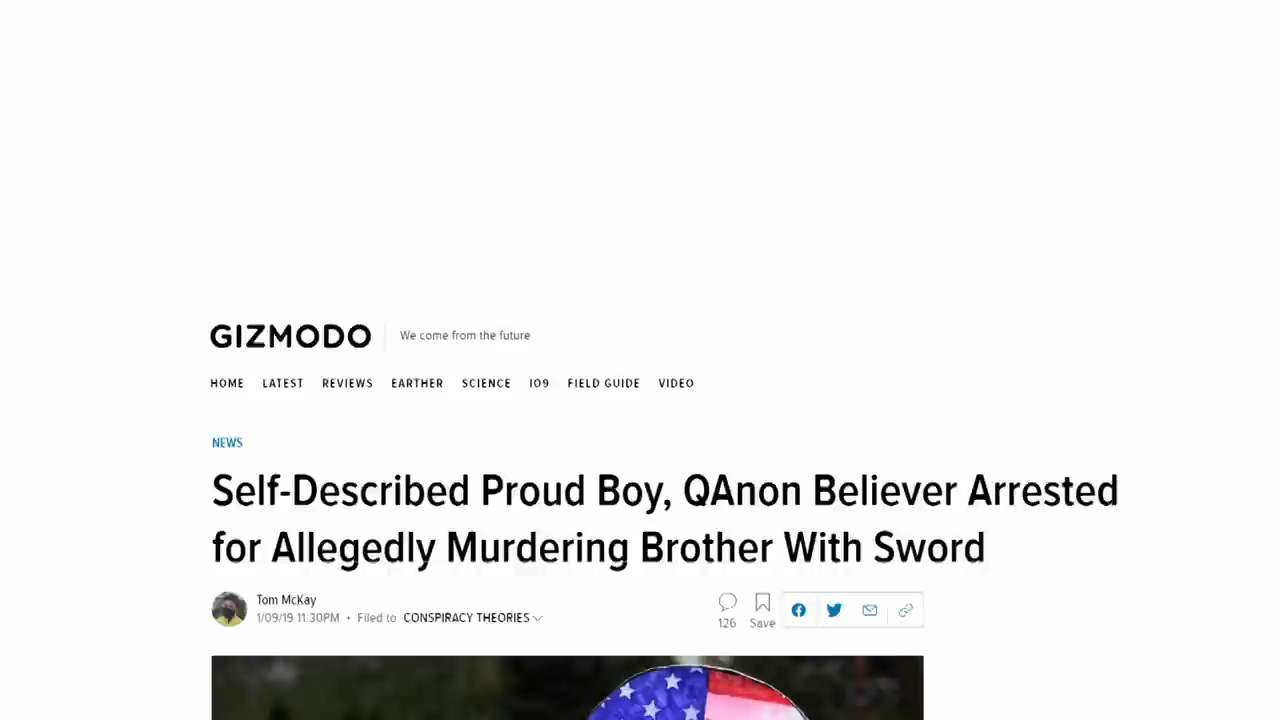 GIZMODO We come from the future
HOME LATEST REVIEWS EARTHER SCIENCE IO9 FIELD GUIDE VIDEO
NEWS
Self-Described Proud Boy, QAnon Believer Arrested
for Allegedly Murdering Brother With Sword
Tom McKay
1/09/19 11:30PM • Filed to CONSPIRACY THEORIES
126 Save